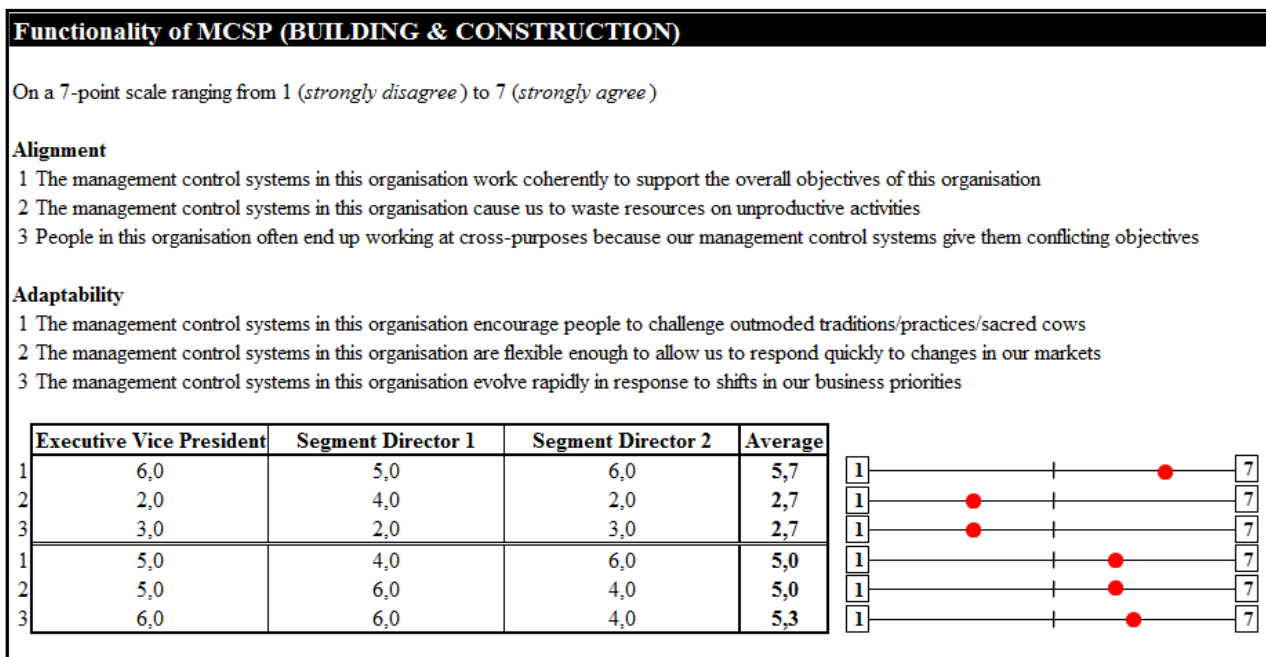 Functionality of MCSP (BUILDING & CONSTRUCTION)
On a 7-point scale ranging from 1 (strongly disagree) to 7 (strongly agree)
Alignment
1 The management control systems in this organisation work coherently to support the overall objectives of this organisation
2 The management control systems in this organisation cause us to waste resources on unproductive activities
3 People in this organisation often end up working at cross-purposes because our management control systems give them conflicting objectives
Adaptability
1 The management control systems in this organisation encourage people to challenge outmoded traditions/practices/sacred cows
2 The management control systems in this organisation are flexible enough to allow us to respond quickly to changes in our markets
3 The management control systems in this organisation evolve rapidly in response to shifts in our business priorities
Executive Vice President Segment Director 1 Segment Director 2 Average
1 6,0 5,0 6,0 5,7 1 7
2 2,0 4,0 2,0 2,7 1 7
3 3,0 2,0 3,0 2,7 1 7
1 5,0 4,0 6,0 5,0 1 7
2 5,0 6,0 4,0 5,0 1 7
3 6,0 6,0 4,0 5,3 1 7